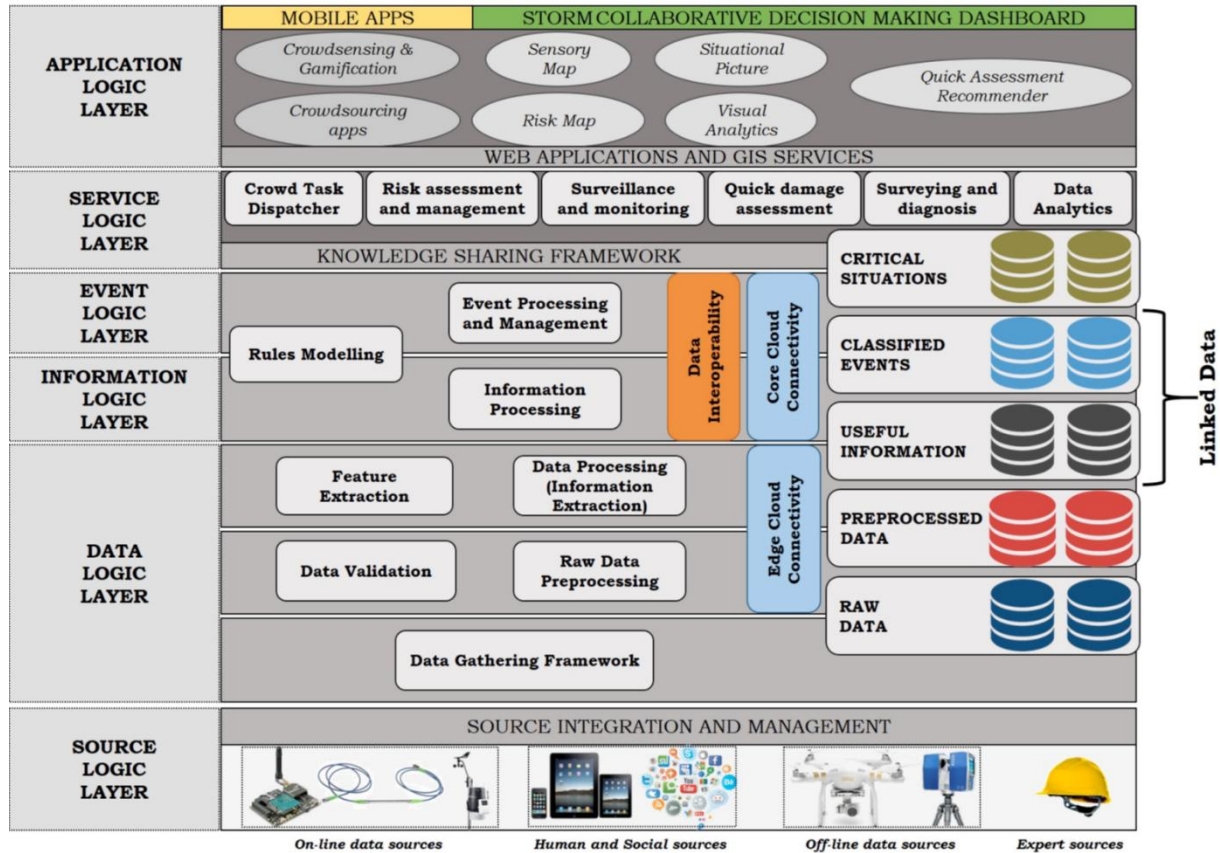 MOBILE APPS
STORM COLLABORATIVE DECISION MAKING DASHBOARD
APPLICATION
LOGIC
LAYER
Crowdsensing &
Gamification
Sensory
Map
Situational
Picture
Quick Assessment
Recommender
Crowdsourcing
apps
Risk Map
Visual
Analytics
WEB APPLICATIONS AND GIS SERVICES
SERVICE
LOGIC
LAYER
Crowd Task
Dispatcher
Risk assessment
and management
Surveillance
and monitoring
Quick damage
assessment
Surveying and
diagnosis
Data
Analytics
KNOWLEDGE SHARING FRAMEWORK
CRITICAL
SITUATIONS
EVENT
LOGIC
LAYER
Event Processing
and Management
Rules Modelling
Data
Interoperability
Core Cloud
Connectivity
CLASSIFIED
EVENTS
Linked Data
INFORMATION
LOGIC
LAYER
Information
Processing
USEFUL
INFORMATION
DATA
LOGIC
LAYER
Feature
Extraction
Data Processing
(Information
Extraction)
Edge Cloud
Connectivity
PREPROCESSED
DATA
Data Validation
Raw Data
Preprocessing
RAW
DATA
Data Gathering Framework
SOURCE
LOGIC
LAYER
SOURCE INTEGRATION AND MANAGEMENT
You
Tube
On-line data sources
Human and Social sources
Off-line data sources
Expert sources